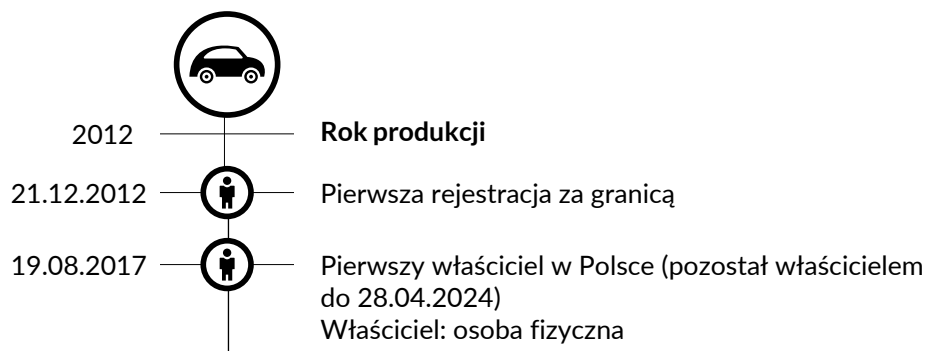 2012
Rok produkcji
21.12.2012
Pierwsza rejestracja za granicą
19.08.2017
Pierwszy właściciel w Polsce (pozostał właścicielem
do 28.04.2024)
Właściciel: osoba fizyczna